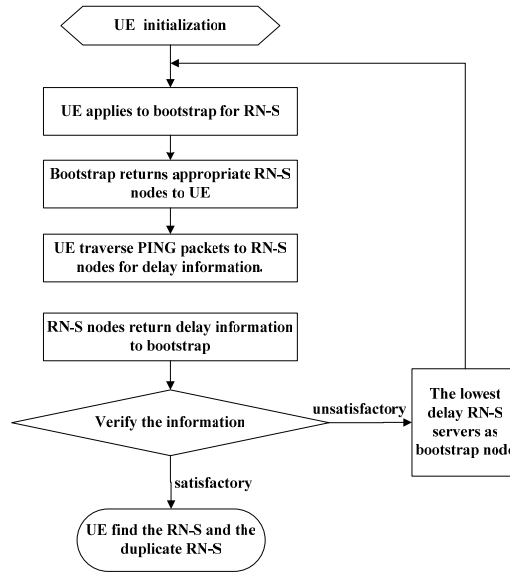 UE initialization
UE applies to bootstrap for RN-S
Bootstrap returns appropriate RN-S
nodes to UE
UE traverse PING packets to RN-S
nodes for delay information.
RN-S nodes return delay information
to bootstrap
Verify the information
unsatisfactory
The lowest
delay RN-S
servers as
bootstrap node
satisfactory
UE find the RN-S and the
duplicate RN-S